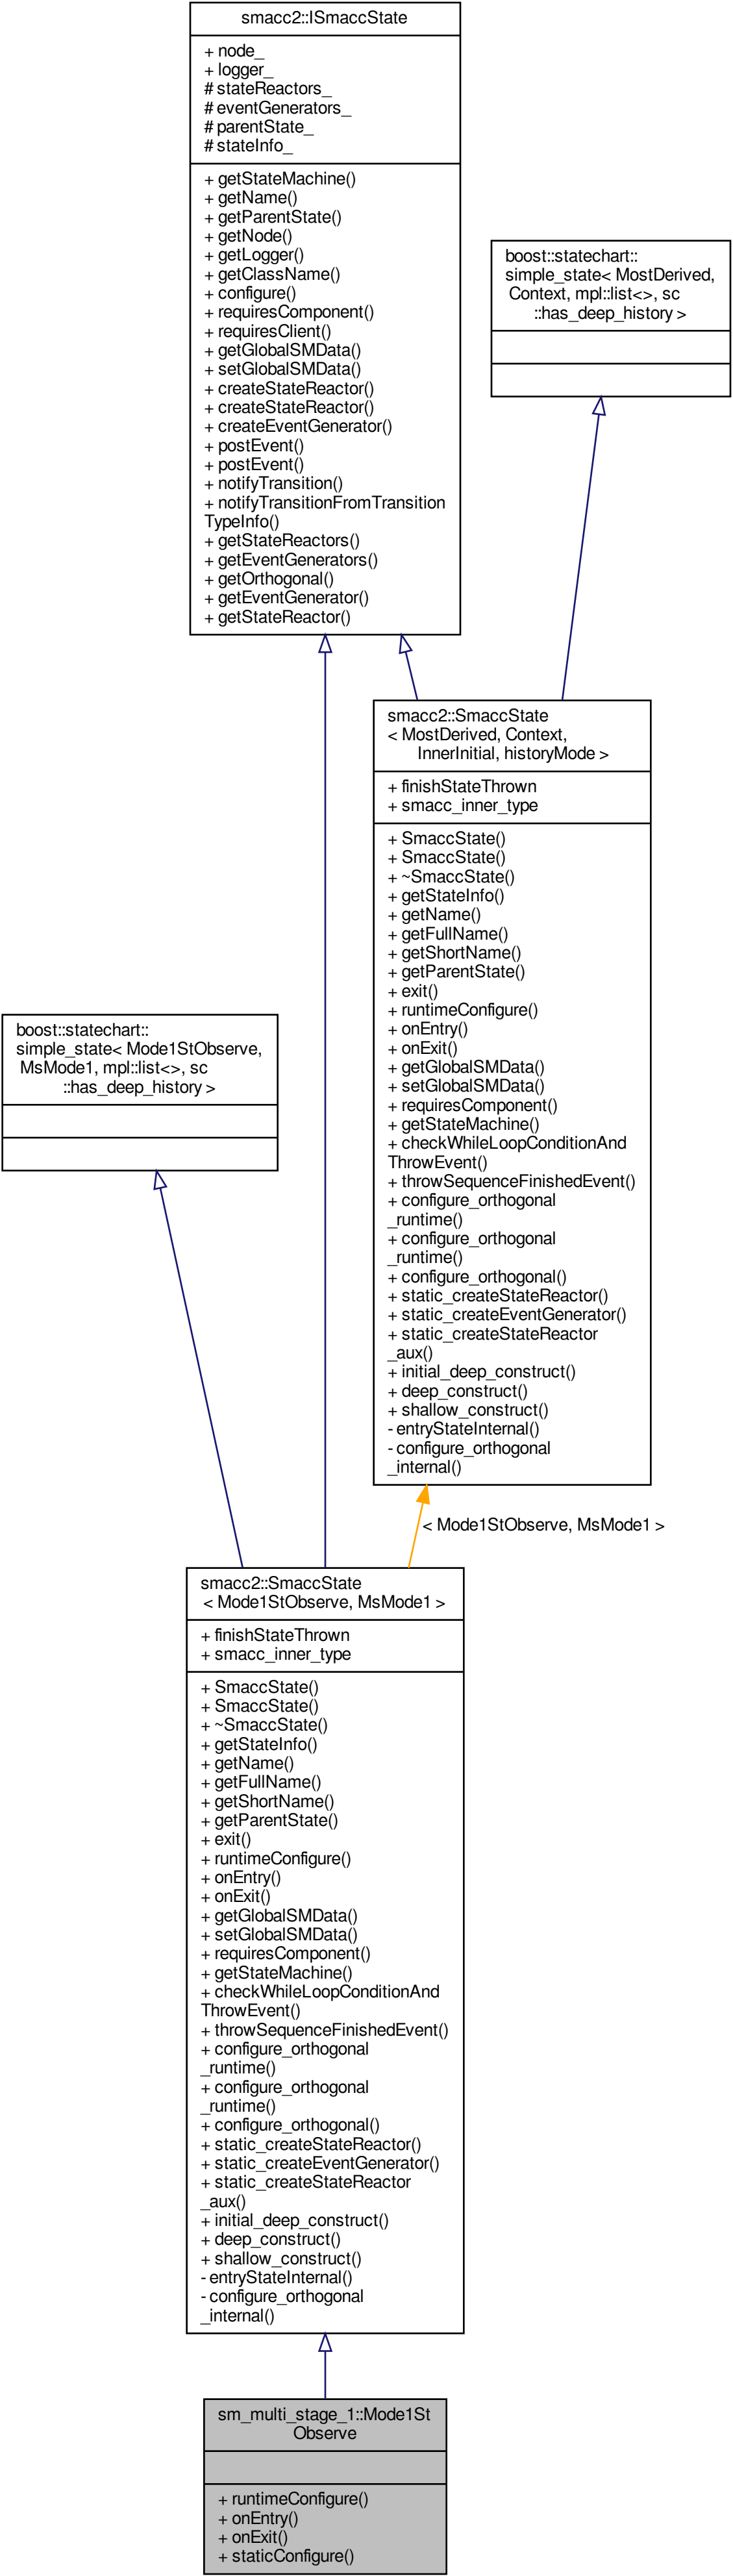 smacc2::ISmaccState
+ node_
+ logger_
# stateReactors_
# eventGenerators_
# parentState_
# stateInfo_
+ getStateMachine()
+ getName()
+ getParentState()
+ getNode()
+ getLogger()
+ getClassName()
+ configure()
+ requiresComponent()
+ requiresClient()
+ getGlobalSMData()
+ setGlobalSMData()
+ createStateReactor()
+ createStateReactor()
+ createEventGenerator()
+ postEvent()
+ postEvent()
+ notifyTransition()
+ notifyTransitionFromTransition
TypeInfo()
+ getStateReactors()
+ getEventGenerators()
+ getOrthogonal()
+ getEventGenerator()
+ getStateReactor()
boost::statechart::
simple_state< MostDerived,
Context, mpl::list<>, sc
::has_deep_history >
smacc2::SmaccState
< MostDerived, Context,
InnerInitial, historyMode >
+ finishStateThrown
+ smacc_inner_type
+ SmaccState()
+ SmaccState()
+ ~SmaccState()
+ getStateInfo()
+ getName()
+ getFullName()
+ getShortName()
+ getParentState()
+ exit()
+ runtimeConfigure()
+ onEntry()
+ onExit()
+ getGlobalSMData()
+ setGlobalSMData()
+ requiresComponent()
+ getStateMachine()
+ checkWhileLoopConditionAnd
ThrowEvent()
+ throwSequenceFinishedEvent()
+ configure_orthogonal
_runtime()
+ configure_orthogonal
_runtime()
+ configure_orthogonal()
+ static_createStateReactor()
+ static_createEventGenerator()
+ static_createStateReactor
_aux()
+ initial_deep_construct()
+ deep_construct()
+ shallow_construct()
- entryStateInternal()
- configure_orthogonal
_internal()
boost::statechart::
simple_state< Mode1StObserve,
MsMode1, mpl::list<>, sc
::has_deep_history >
< Mode1StObserve, MsMode1 >
smacc2::SmaccState
< Mode1StObserve, MsMode1 >
+ finishStateThrown
+ smacc_inner_type
+ SmaccState()
+ SmaccState()
+ ~SmaccState()
+ getStateInfo()
+ getName()
+ getFullName()
+ getShortName()
+ getParentState()
+ exit()
+ runtimeConfigure()
+ onEntry()
+ onExit()
+ getGlobalSMData()
+ setGlobalSMData()
+ requiresComponent()
+ getStateMachine()
+ checkWhileLoopConditionAnd
ThrowEvent()
+ throwSequenceFinishedEvent()
+ configure_orthogonal
_runtime()
+ configure_orthogonal
_runtime()
+ configure_orthogonal()
+ static_createStateReactor()
+ static_createEventGenerator()
+ static_createStateReactor
_aux()
+ initial_deep_construct()
+ deep_construct()
+ shallow_construct()
- entryStateInternal()
- configure_orthogonal
_internal()
sm_multi_stage_1::Mode1St
Observe
+ runtimeConfigure()
+ onEntry()
+ onExit()
+ staticConfigure()